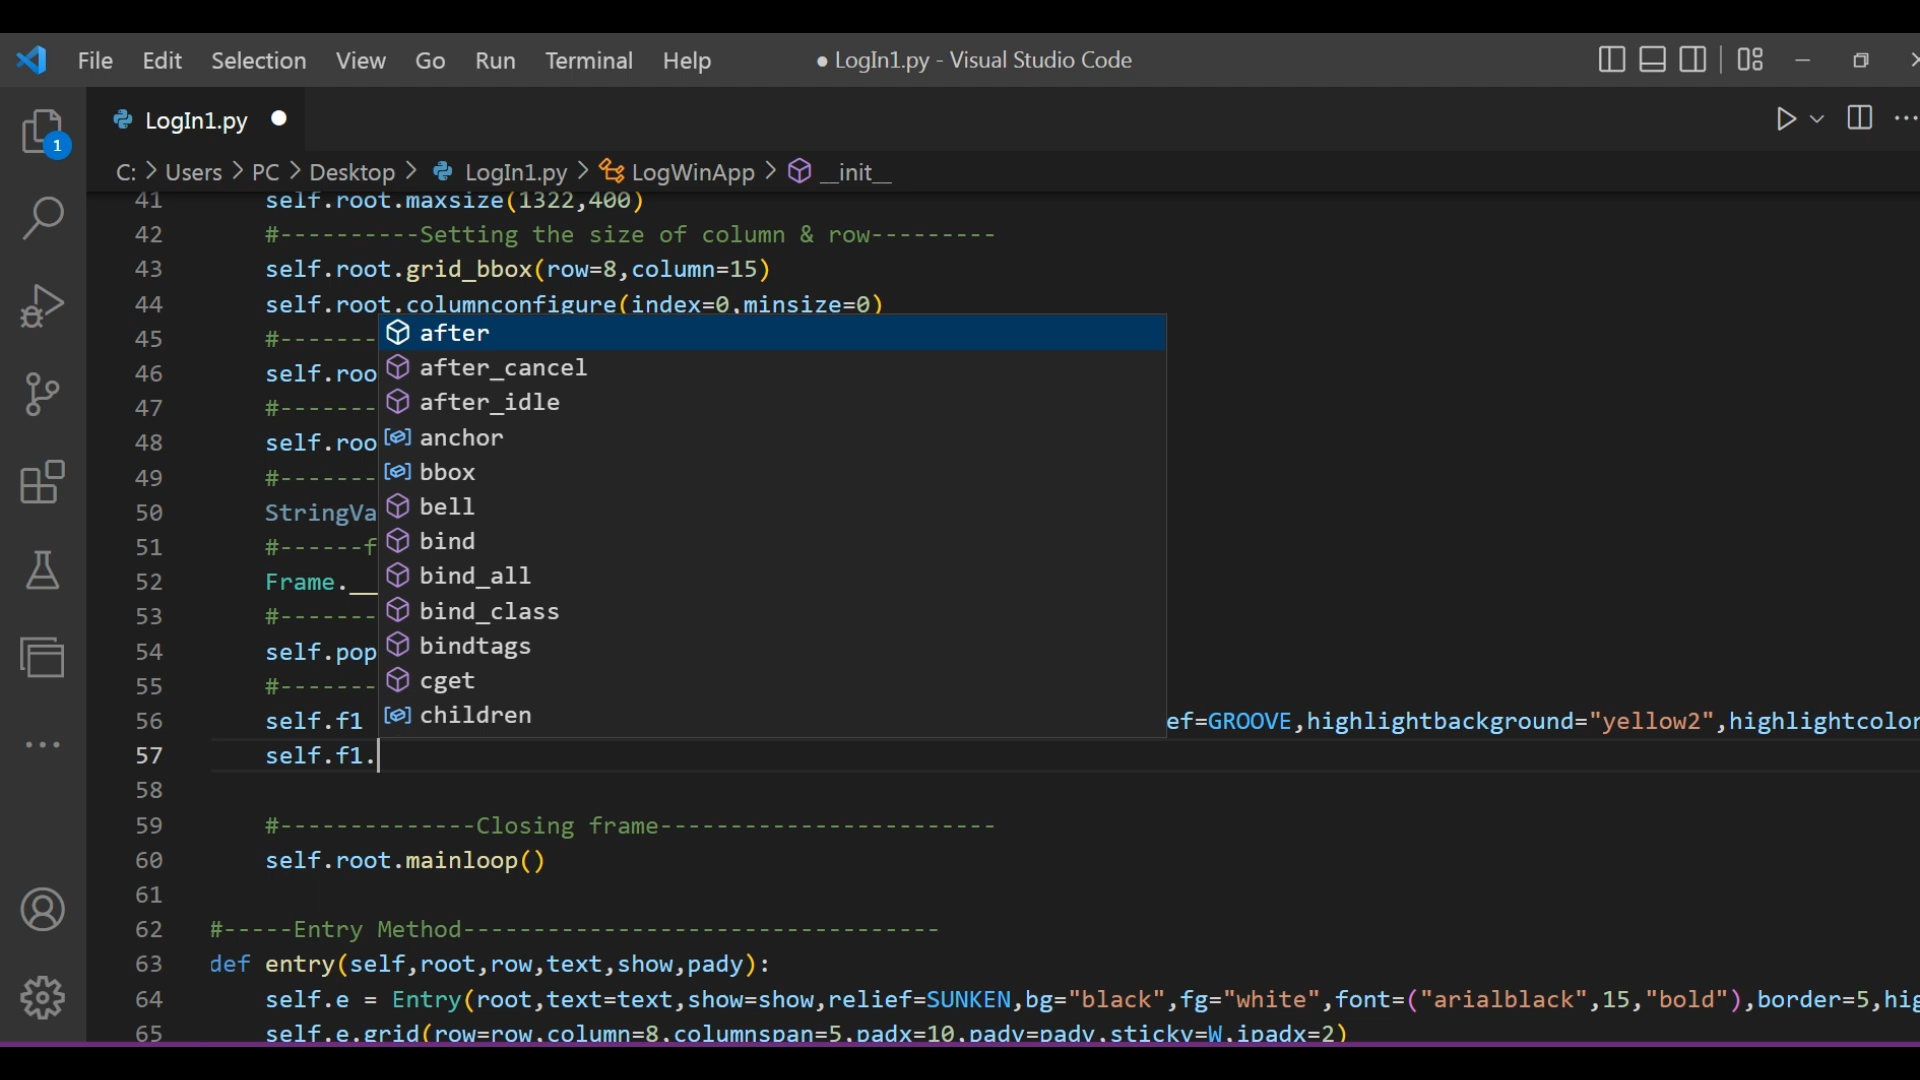 File Edit Selection View Go Run Terminal Help ● LogIn1.py - Visual Studio Code
LogIn1.py
1
C: > Users > PC > Desktop > LogIn1.py > LogWinApp > __init__
41 self.root.maxsize(1322,400)
42 #----------Setting the size of column & row---------
43 self.root.grid_bbox(row=8,column=15)
44 self.root.columnconfigure(index=0,minsize=0)
after
45 #--------
after_cancel
46 self.roo
after_idle
47 #--------
anchor
48 self.roo
bbox
49 #--------
bell
50 StringVa
bind
51 #------f
bind_all
52 Frame.__
bind_class
53 #--------
bindtags
54 self.pop
cget
55 #--------
children
56 self.f1 ef=GROOVE,highlightbackground="yellow2",highlightcolor
57 self.f1.
58
59 #--------------Closing frame------------------------
60 self.root.mainloop()
61
62 #-----Entry Method----------------------------------
63 def entry(self,root,row,text,show,pady):
64 self.e = Entry(root,text=text,show=show,relief=SUNKEN,bg="black",fg="white",font=("arialblack",15,"bold"),border=5,hig
65 self.e.grid(row=row,column=8,columnspan=5,padx=10,pady=pady,sticky=W,ipadx=2)